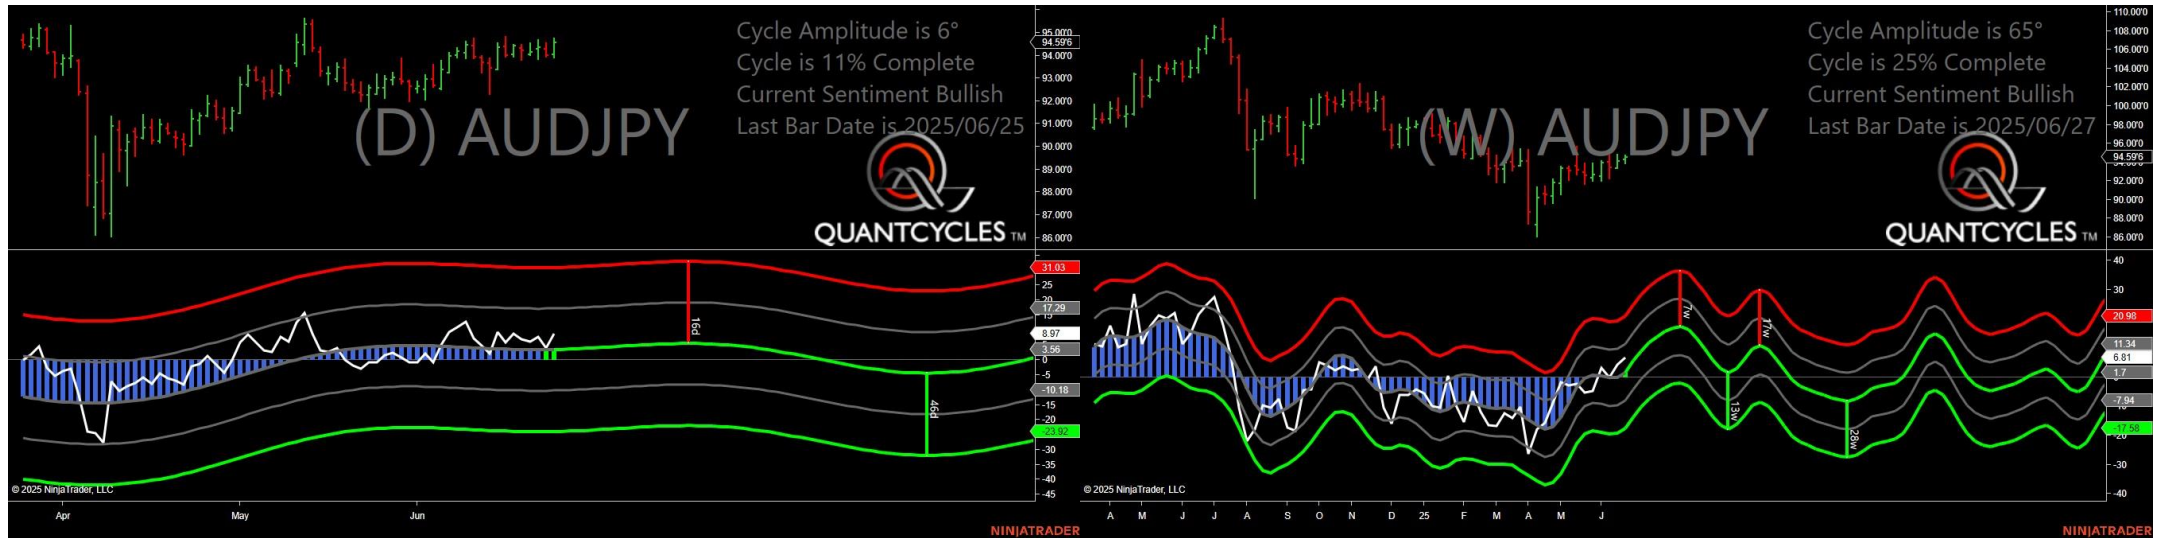 Cycle Amplitude is 6°
Cycle is 11% Complete
Current Sentiment Bullish
Last Bar Date is 2025/06/25
(D) AUDJPY
QUANTCYCLES TM
95.00'0
94.59'6
94.00'0
93.00'0
92.00'0
91.00'0
90.00'0
89.00'0
88.00'0
87.00'0
86.00'0
31.03
25
20
17.29
15
8.97
3.56
0
-5
-10.18
-15
-20
-23.92
-30
-35
-40
-45
16d
46d
© 2025 NinjaTrader, LLC
Apr
May
Jun
NINJATRADER
Cycle Amplitude is 65°
Cycle is 25% Complete
Current Sentiment Bullish
Last Bar Date is 2025/06/27
(W) AUDJPY
QUANTCYCLES TM
110.00'0
108.00'0
106.00'0
104.00'0
102.00'0
100.00'0
98.00'0
96.00'0
94.59'6
92.00'0
90.00'0
88.00'0
86.00'0
40
30
20.98
11.34
6.81
1.7
-7.94
-17.58
-20
-30
-40
7w
17w
13w
28w
© 2025 NinjaTrader, LLC
A M J J A S O N D 25 F M A M J
NINJATRADER